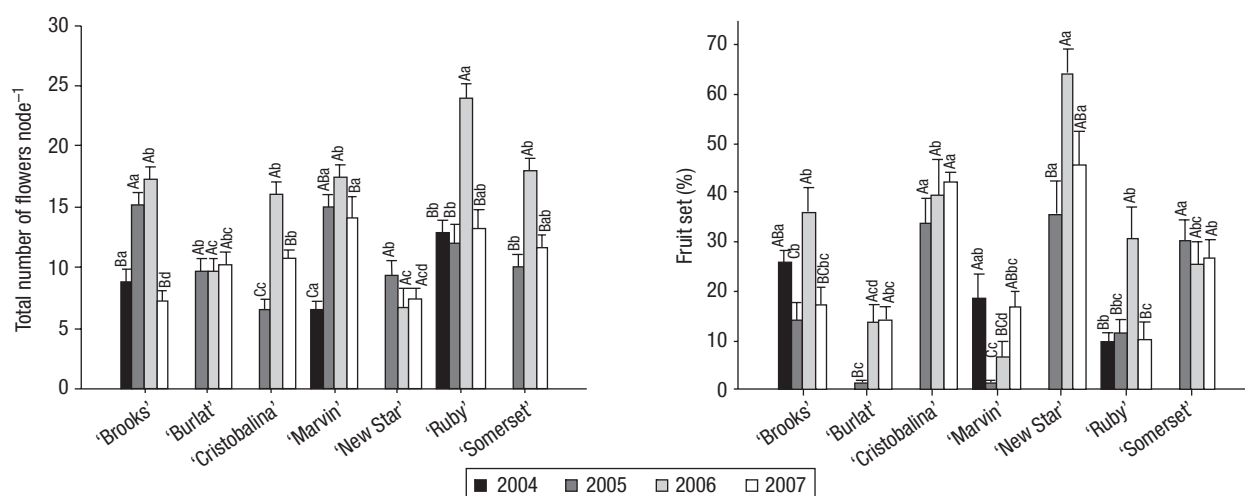 30
25
20
15
10
5
0
Total number of flowers node⁻¹
Ba
Aa
Ab
Bd
Ab
Ac
Abc
Cc
Ab
Bb
Ca
ABa
Ab
Ba
Ab
Ac
Acd
Bb
Bb
Aa
Bab
Bb
Ab
Bab
'Brooks'
'Burlat'
'Cristobalina'
'Marvin'
'New Star'
'Ruby'
'Somerset'
70
60
50
40
30
20
10
0
Fruit set (%)
ABa
Cb
Ab
BCbc
Bc
Acd
Abc
Aa
Ab
Aa
Aab
Cc
BCd
ABbc
Ba
Aa
ABa
Bb
Bbc
Ab
Bc
Aa
Abc
Ab
'Brooks'
'Burlat'
'Cristobalina'
'Marvin'
'New Star'
'Ruby'
'Somerset'
2004 2005 2006 2007